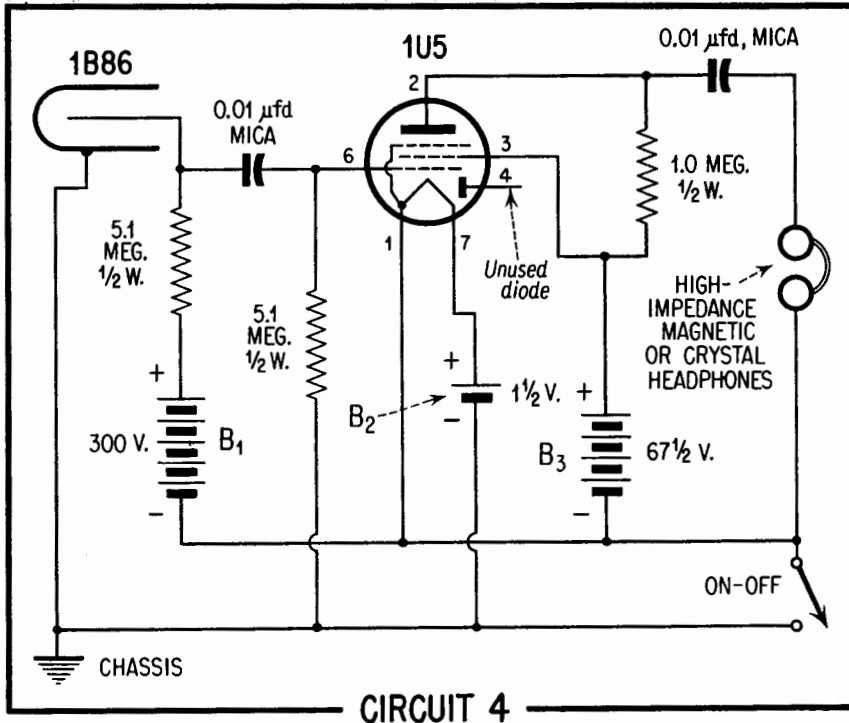 1B86
1U5
0.01 µfd, MICA
0.01 µfd
MICA
2
6
3
4
1
7
Unused
diode
5.1
MEG.
½ W.
5.1
MEG.
½ W.
1.0 MEG.
½ W.
HIGH-
IMPEDANCE
MAGNETIC
OR CRYSTAL
HEADPHONES
+
300 V.
B₁
−
+
B₂
1½ V.
−
+
B₃
67½ V.
−
ON-OFF
CHASSIS
CIRCUIT 4